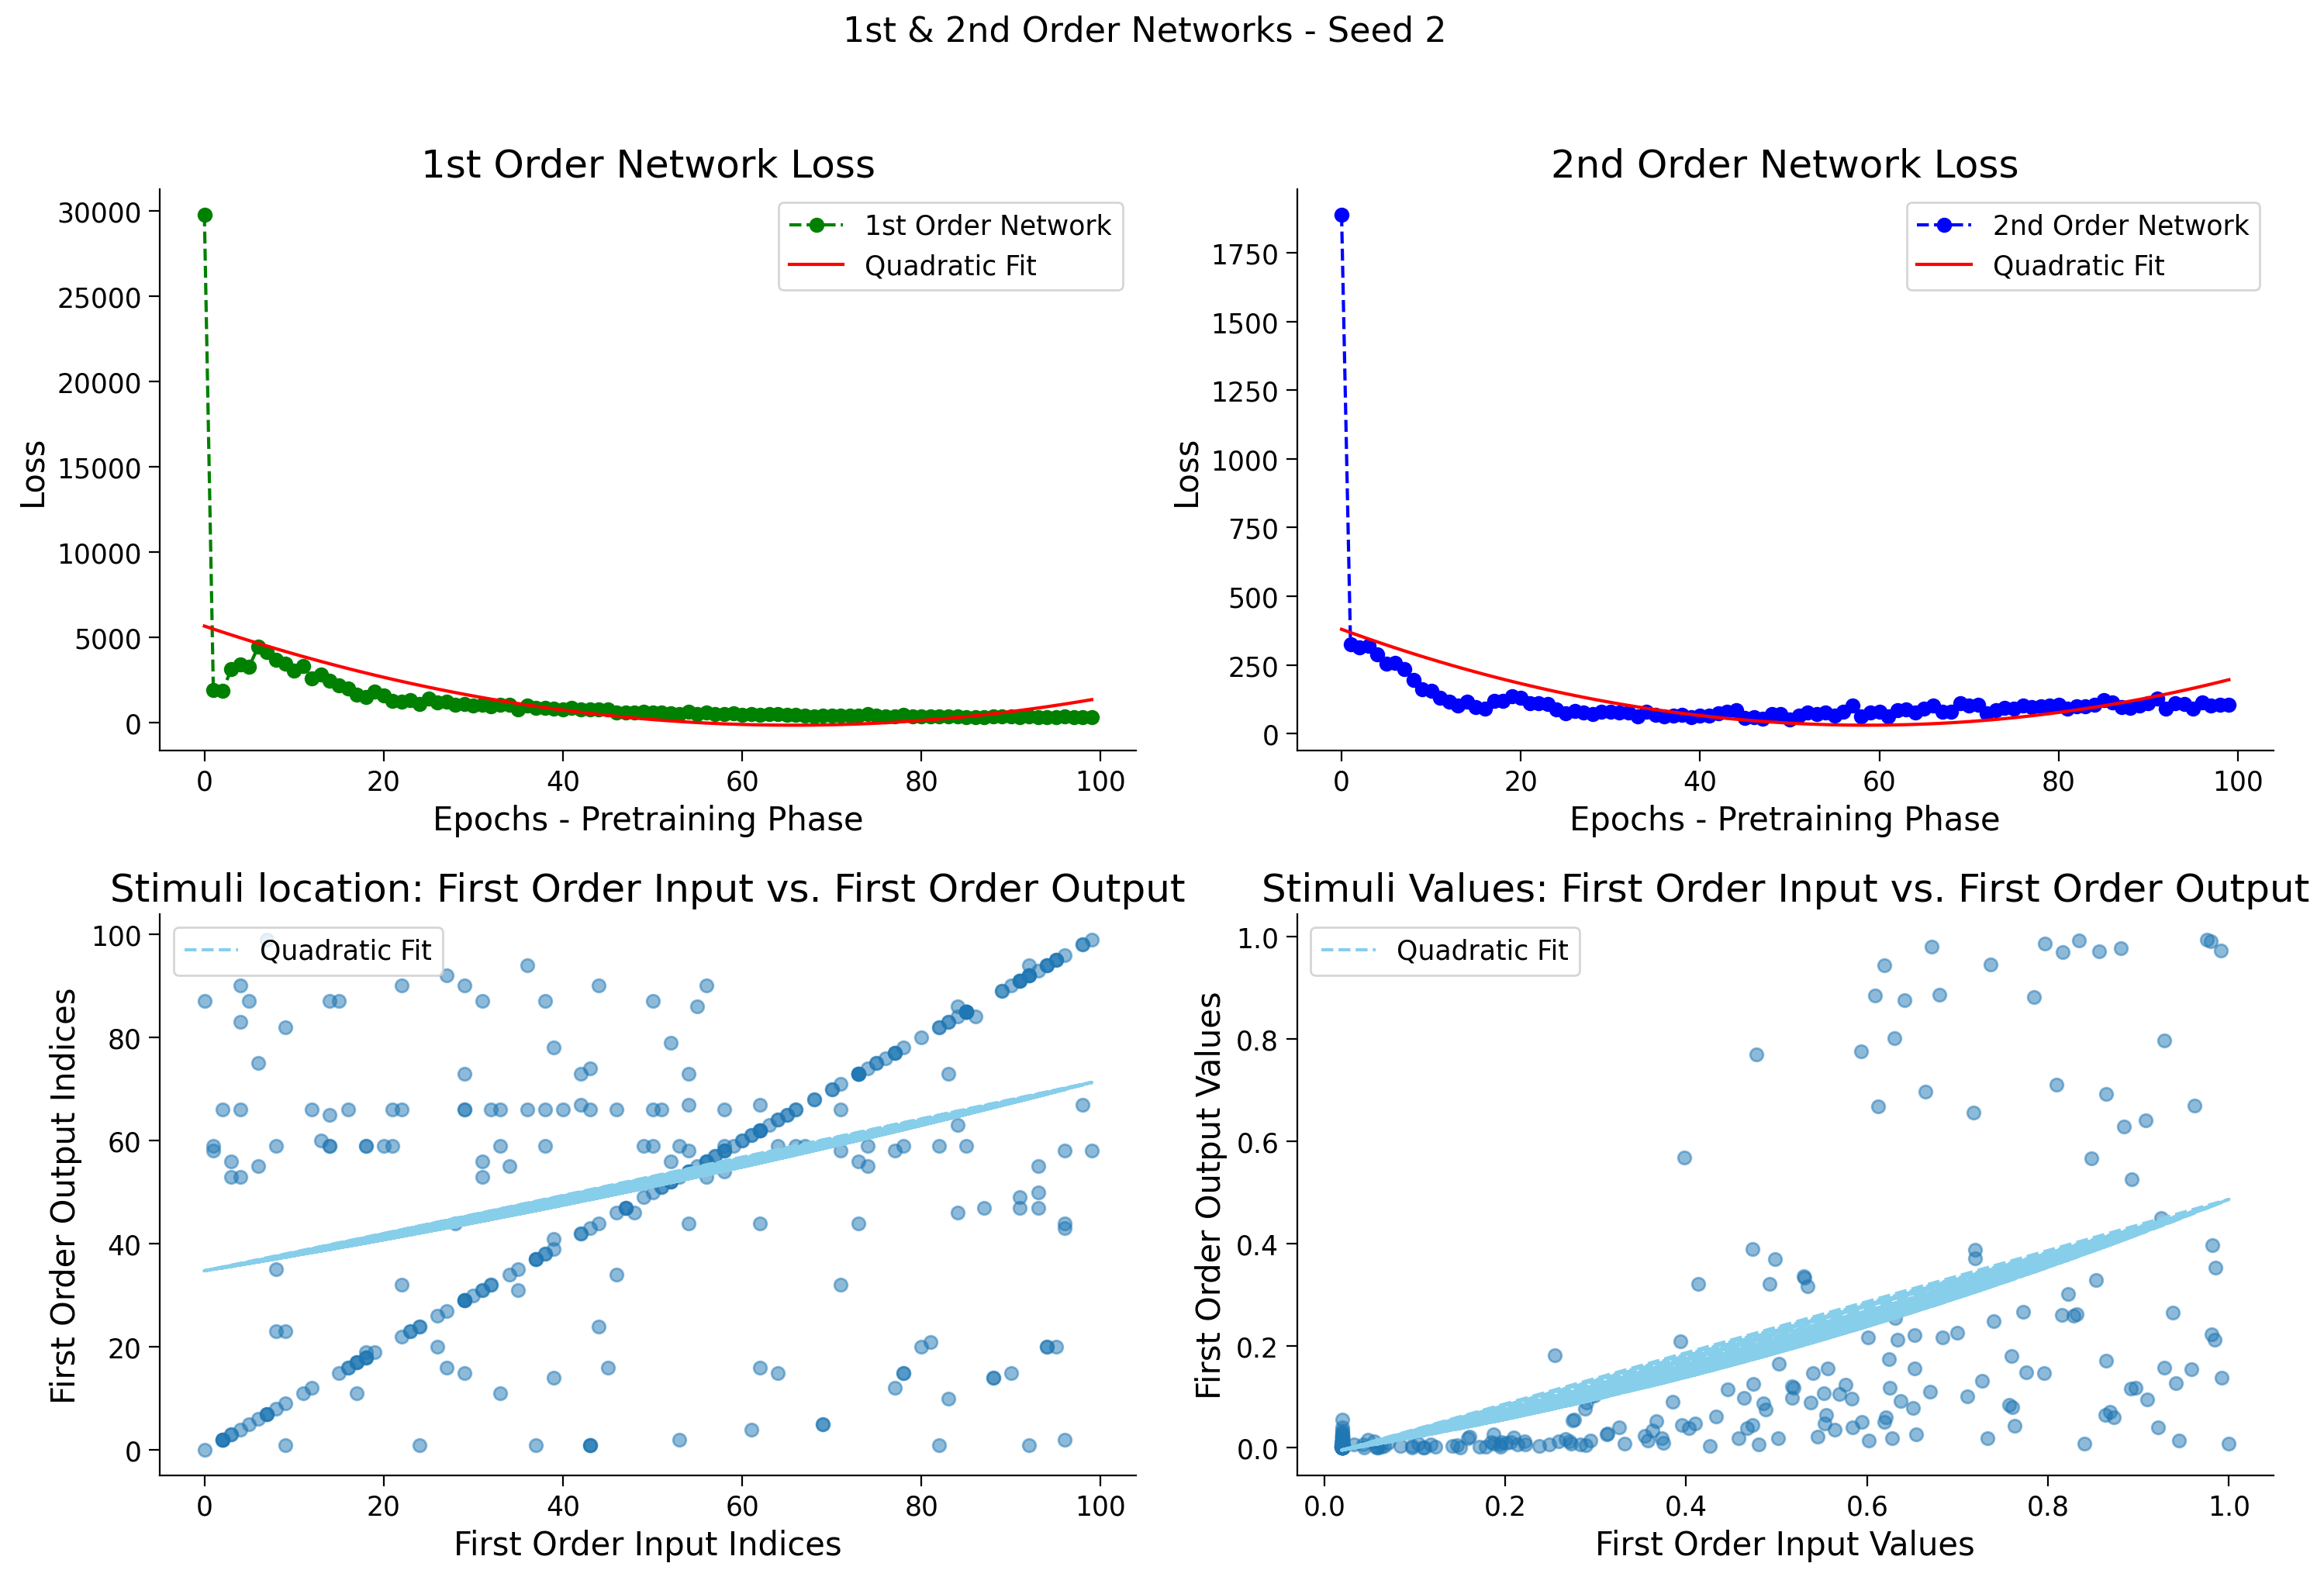 1st & 2nd Order Networks - Seed 2
1st Order Network Loss
30000
25000
20000
15000
10000
5000
0
Loss
1st Order Network
Quadratic Fit
0 20 40 60 80 100
Epochs - Pretraining Phase
2nd Order Network Loss
1750
1500
1250
1000
750
500
250
0
Loss
2nd Order Network
Quadratic Fit
0 20 40 60 80 100
Epochs - Pretraining Phase
Stimuli location: First Order Input vs. First Order Output
100
80
60
40
20
0
First Order Output Indices
Quadratic Fit
0 20 40 60 80 100
First Order Input Indices
Stimuli Values: First Order Input vs. First Order Output
1.0
0.8
0.6
0.4
0.2
0.0
First Order Output Values
Quadratic Fit
0.0 0.2 0.4 0.6 0.8 1.0
First Order Input Values